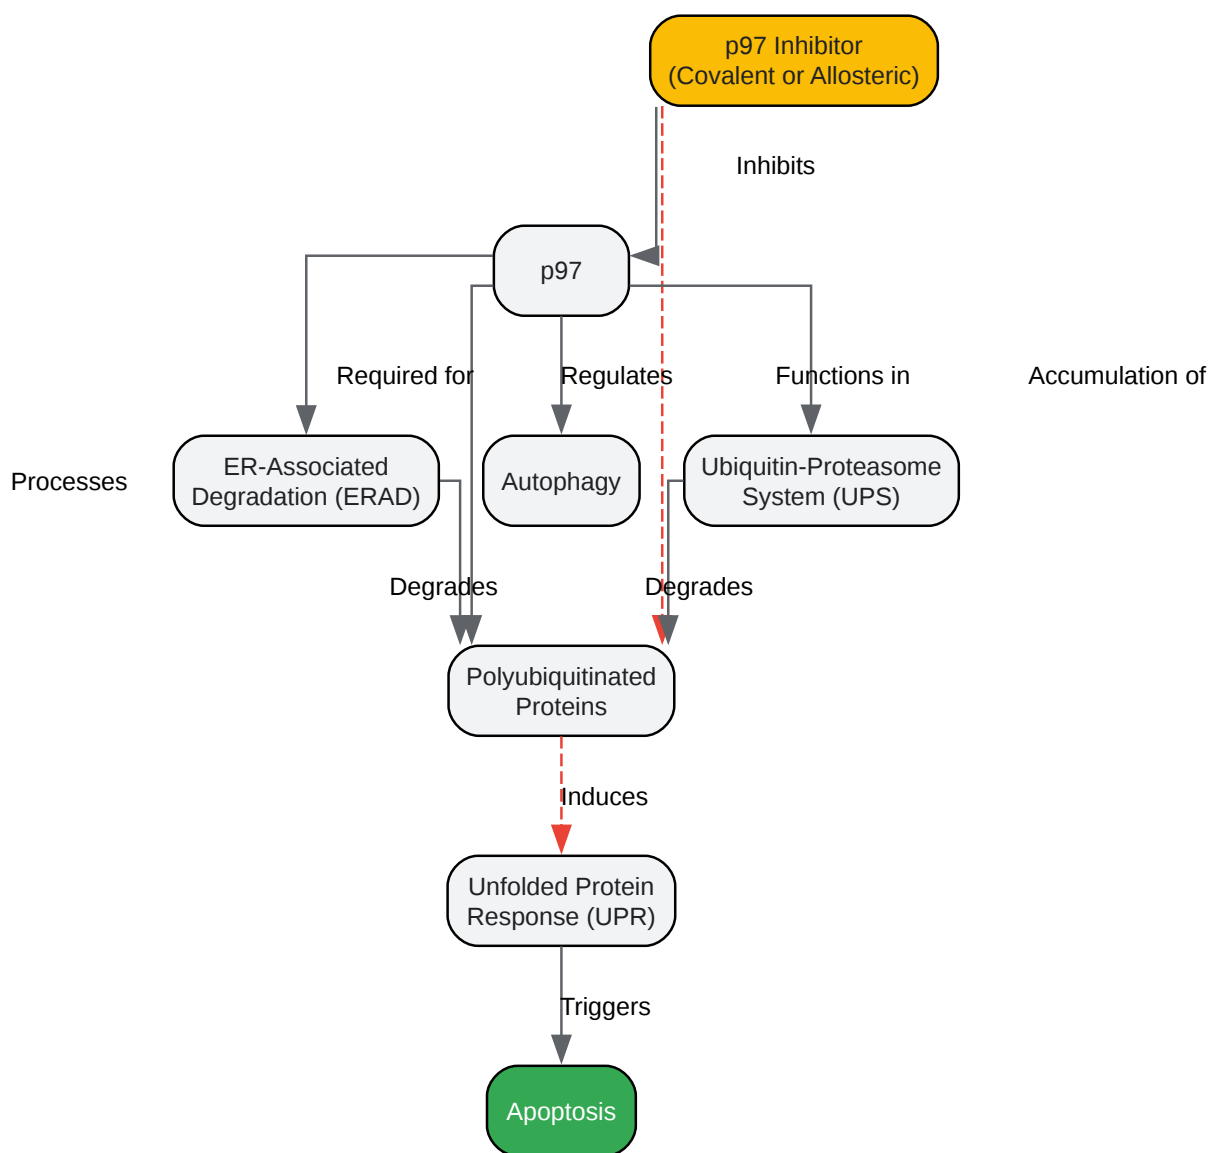 p97 Inhibitor
(Covalent or Allosteric)
Inhibits
p97
Required for
Regulates
Functions in
Accumulation of
Processes
ER-Associated
Degradation (ERAD)
Autophagy
Ubiquitin-Proteasome
System (UPS)
Degrades
Degrades
Polyubiquitinated
Proteins
Induces
Unfolded Protein
Response (UPR)
Triggers
Apoptosis